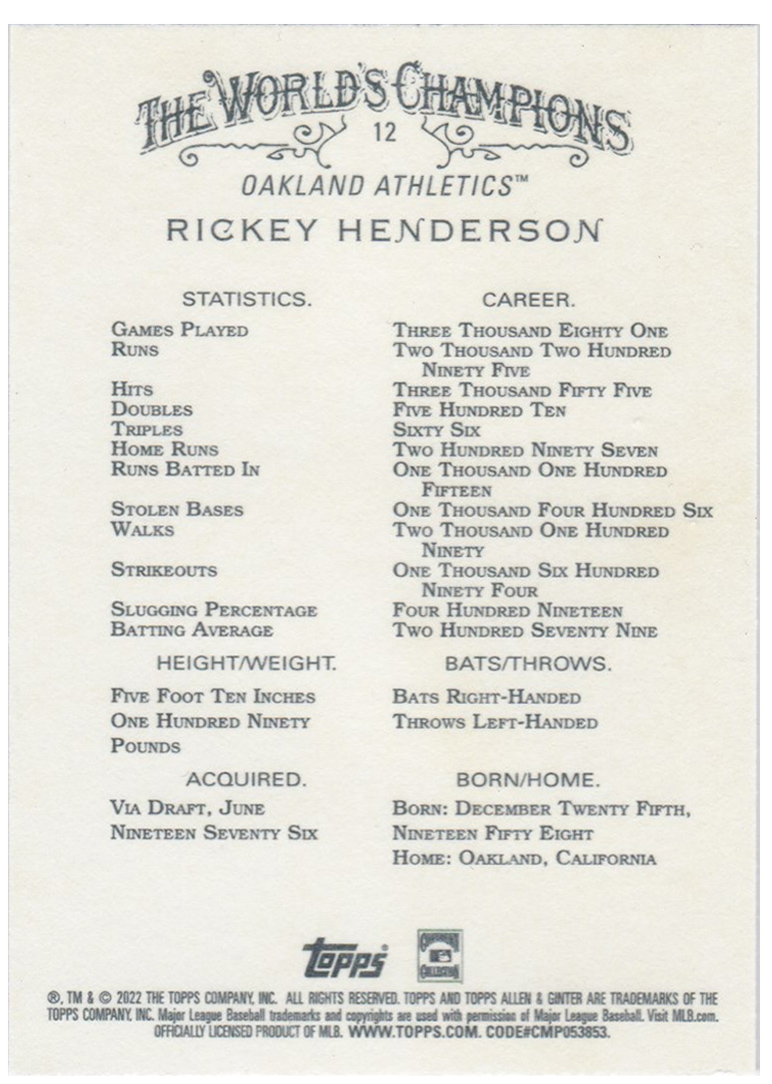 THE WORLD'S CHAMPIONS
12
OAKLAND ATHLETICS™
RICKEY HENDERSON
STATISTICS. CAREER.
GAMES PLAYED THREE THOUSAND EIGHTY ONE
RUNS TWO THOUSAND TWO HUNDRED
NINETY FIVE
HITS THREE THOUSAND FIFTY FIVE
DOUBLES FIVE HUNDRED TEN
TRIPLES SIXTY SIX
HOME RUNS TWO HUNDRED NINETY SEVEN
RUNS BATTED IN ONE THOUSAND ONE HUNDRED
FIFTEEN
STOLEN BASES ONE THOUSAND FOUR HUNDRED SIX
WALKS TWO THOUSAND ONE HUNDRED
NINETY
STRIKEOUTS ONE THOUSAND SIX HUNDRED
NINETY FOUR
SLUGGING PERCENTAGE FOUR HUNDRED NINETEEN
BATTING AVERAGE TWO HUNDRED SEVENTY NINE
HEIGHT/WEIGHT. BATS/THROWS.
FIVE FOOT TEN INCHES BATS RIGHT-HANDED
ONE HUNDRED NINETY THROWS LEFT-HANDED
POUNDS
ACQUIRED. BORN/HOME.
VIA DRAFT, JUNE BORN: DECEMBER TWENTY FIFTH,
NINETEEN SEVENTY SIX NINETEEN FIFTY EIGHT
HOME: OAKLAND, CALIFORNIA
Topps®
COOPERSTOWN
COLLECTION
®, TM & © 2022 THE TOPPS COMPANY, INC. ALL RIGHTS RESERVED. TOPPS AND TOPPS ALLEN & GINTER ARE TRADEMARKS OF THE
TOPPS COMPANY, INC. Major League Baseball trademarks and copyrights are used with permission of Major League Baseball. Visit MLB.com.
OFFICIALLY LICENSED PRODUCT OF MLB. WWW.TOPPS.COM. CODE#CMP053853.